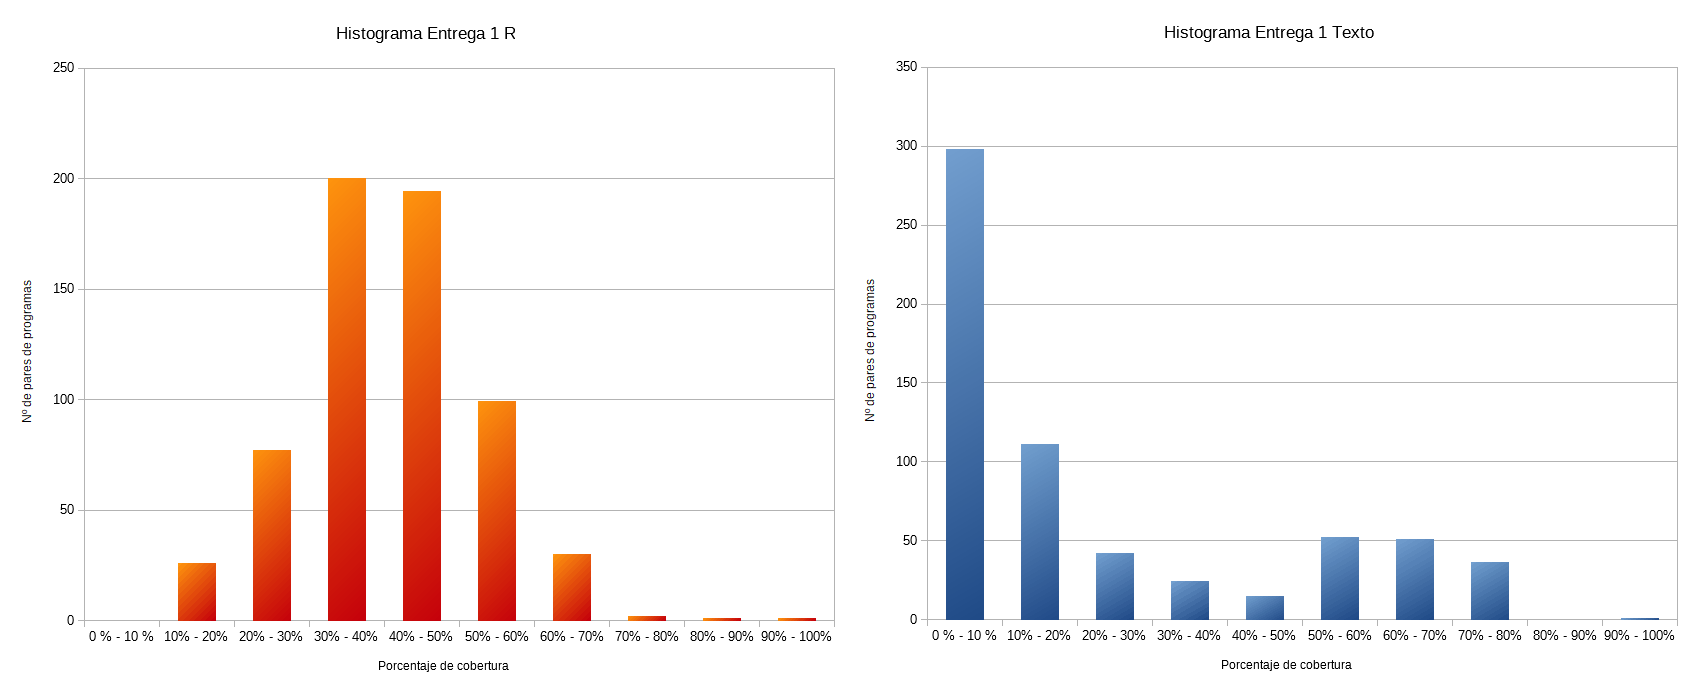 Histograma Entrega 1 R
250
200
150
100
50
0
Nº de pares de programas
0 % - 10 % 10% - 20% 20% - 30% 30% - 40% 40% - 50% 50% - 60% 60% - 70% 70% - 80% 80% - 90% 90% - 100%
Porcentaje de cobertura
Histograma Entrega 1 Texto
350
300
250
200
150
100
50
0
Nº de pares de programas
0 % - 10 % 10% - 20% 20% - 30% 30% - 40% 40% - 50% 50% - 60% 60% - 70% 70% - 80% 80% - 90% 90% - 100%
Porcentaje de cobertura